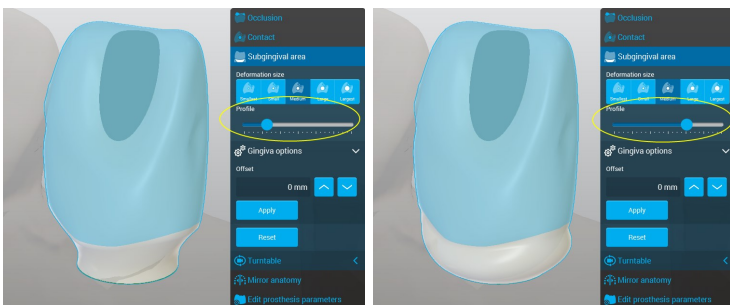 Occlusion
Contact
Subgingival area
Deformation size
Smallest Small Medium Large Largest
Profile
Gingiva options
Offset
0 mm
Apply
Reset
Turntable
Mirror anatomy
Edit prosthesis parameters
Occlusion
Contact
Subgingival area
Deformation size
Smallest Small Medium Large Largest
Profile
Gingiva options
Offset
0 mm
Apply
Reset
Turntable
Mirror anatomy
Edit prosthesis parameters